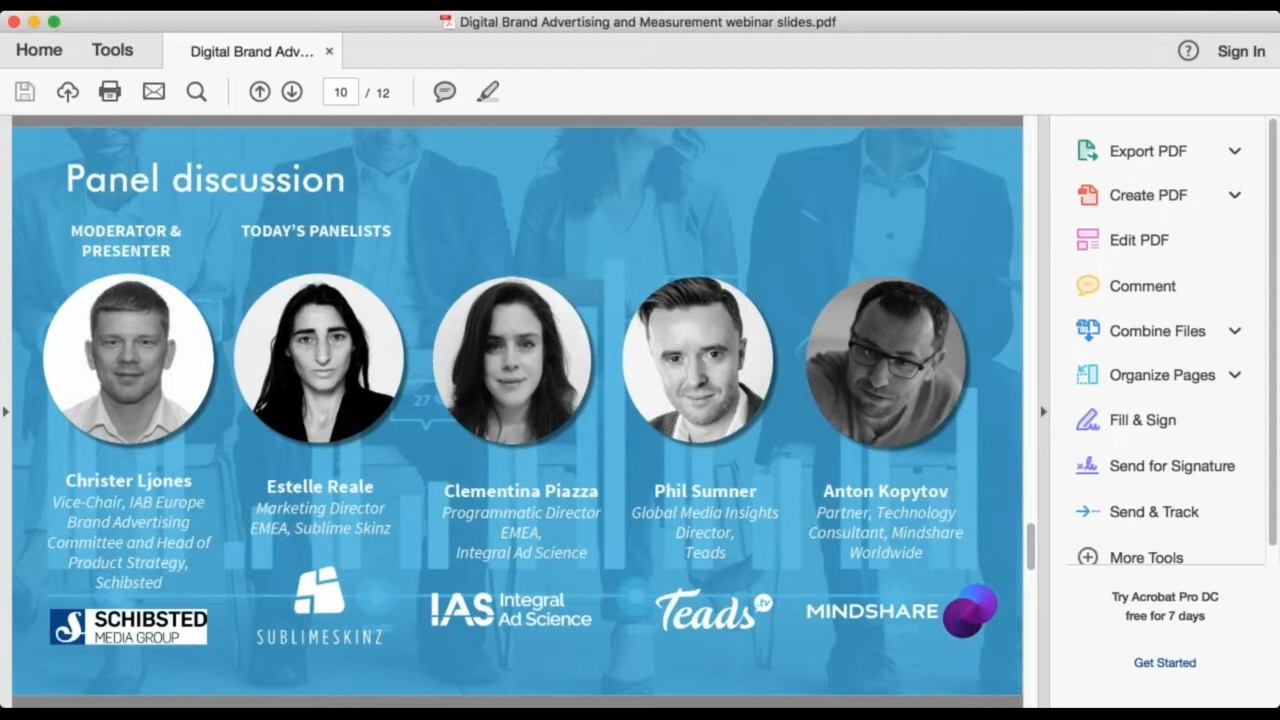 Digital Brand Advertising and Measurement webinar slides.pdf
Home
Tools
Digital Brand Adv...
×
?
Sign In
10 / 12
Panel discussion
MODERATOR &
PRESENTER
TODAY'S PANELISTS
27 %
Christer Ljones
Vice-Chair, IAB Europe
Brand Advertising
Committee and Head of
Product Strategy,
Schibsted
SCHIBSTED
MEDIA GROUP
Estelle Reale
Marketing Director
EMEA, Sublime Skinz
SUBLIMESKINZ
Clementina Piazza
Programmatic Director
EMEA,
Integral Ad Science
IAS Integral
Ad Science
Phil Sumner
Global Media Insights
Director,
Teads
Teads .tv
Anton Kopytov
Partner, Technology
Consultant, Mindshare
Worldwide
MINDSHARE
Export PDF
Create PDF
Edit PDF
Comment
Combine Files
Organize Pages
Fill & Sign
Send for Signature
Send & Track
More Tools
Try Acrobat Pro DC
free for 7 days
Get Started